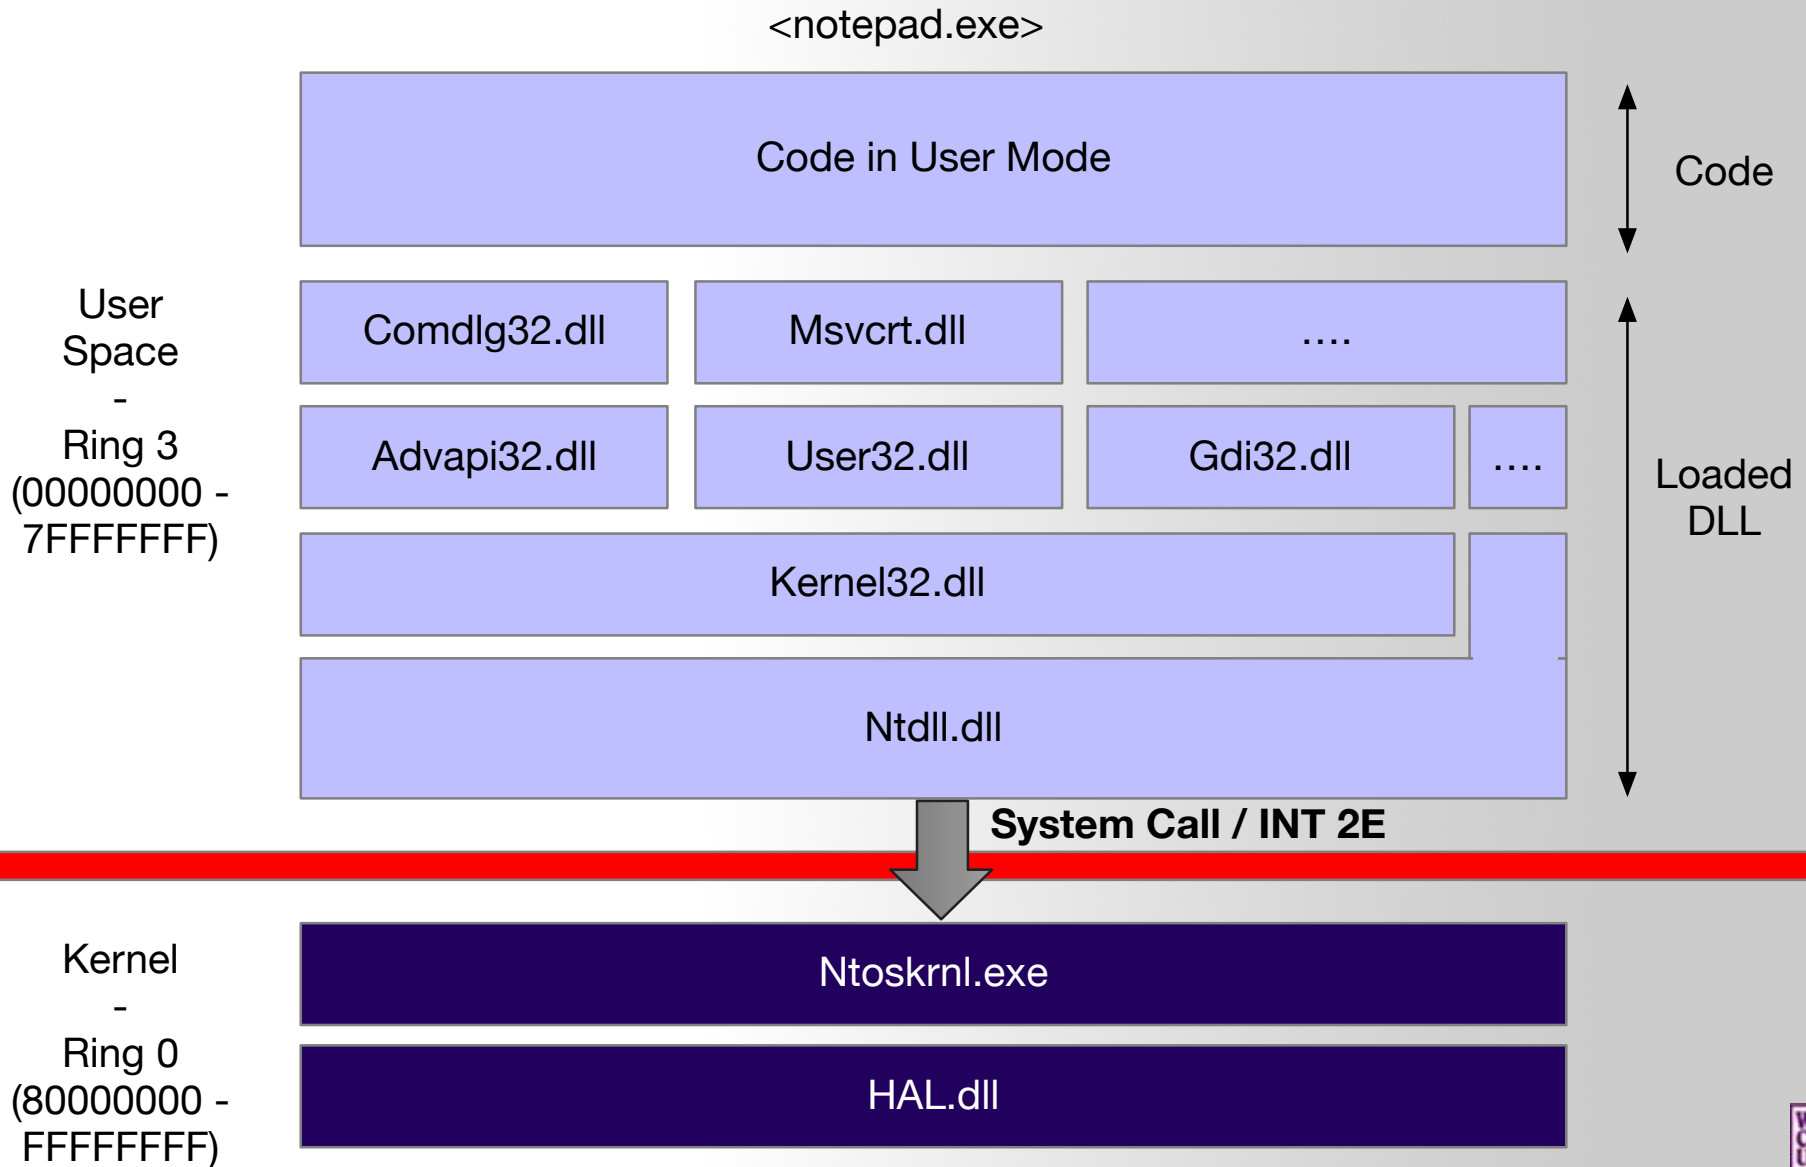 <notepad.exe>
Code in User Mode
Code
User
Space
-
Ring 3
(00000000 -
7FFFFFFF)
Comdlg32.dll
Msvcrt.dll
....
Advapi32.dll
User32.dll
Gdi32.dll
....
Loaded
DLL
Kernel32.dll
Ntdll.dll
System Call / INT 2E
Kernel
-
Ring 0
(80000000 -
FFFFFFFF)
Ntoskrnl.exe
HAL.dll